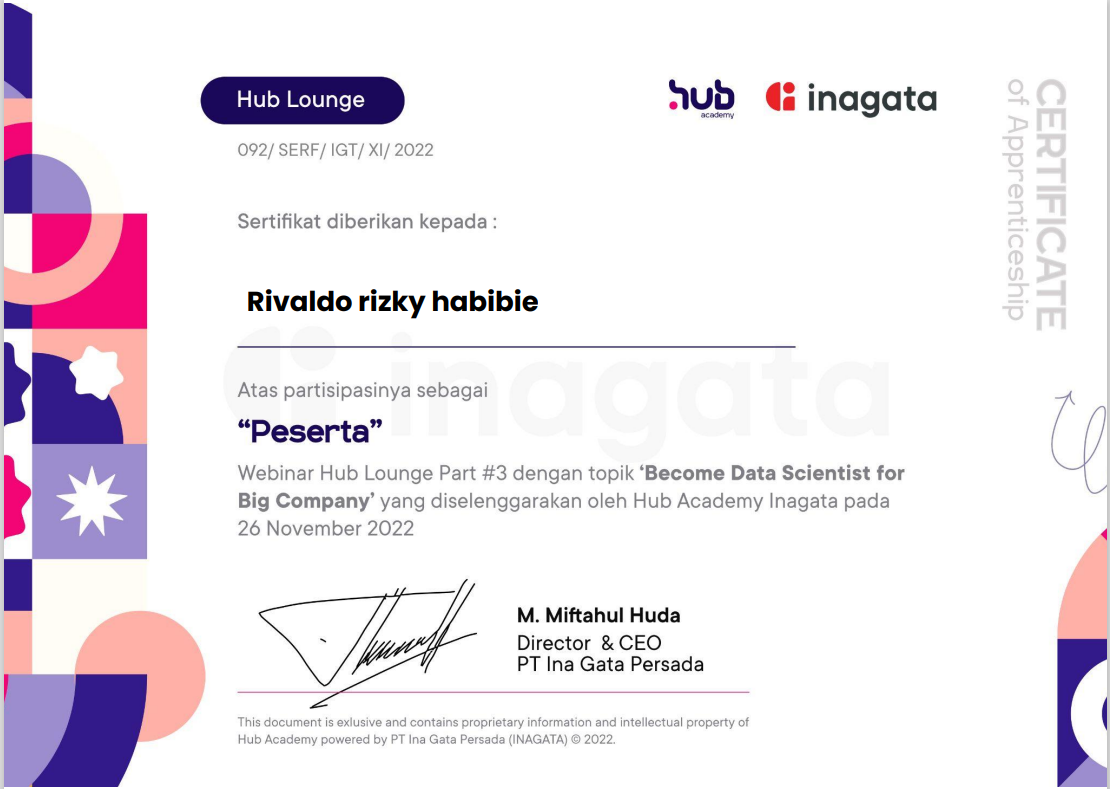 Hub Lounge
hub
academy
inagata
092/ SERF/ IGT/ XI/ 2022
CERTIFICATE
of Apprenticeship
Sertifikat diberikan kepada :
Rivaldo rizky habibie
inagata
Atas partisipasinya sebagai
“Peserta”
Webinar Hub Lounge Part #3 dengan topik ‘Become Data Scientist for
Big Company’ yang diselenggarakan oleh Hub Academy Inagata pada
26 November 2022
M. Miftahul Huda
Director & CEO
PT Ina Gata Persada
This document is exlusive and contains proprietary information and intellectual property of
Hub Academy powered by PT Ina Gata Persada (INAGATA) © 2022.